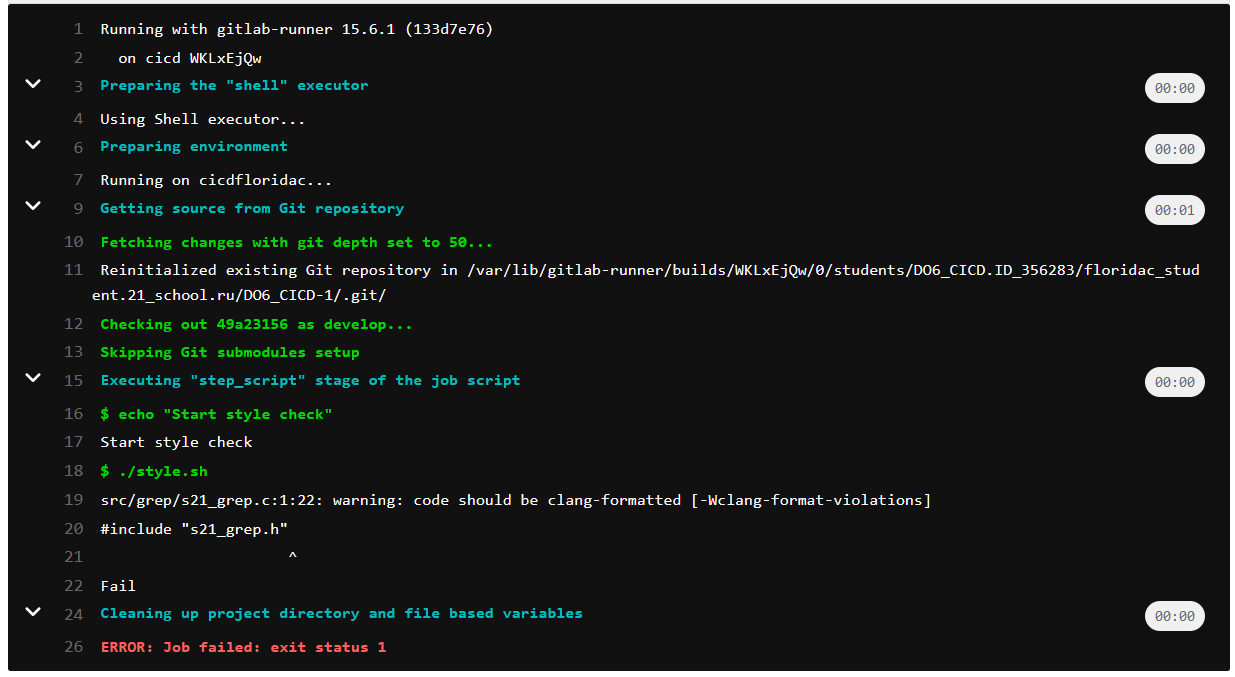 1 Running with gitlab-runner 15.6.1 (133d7e76)
2 on cicd WKLxEjQw
3 Preparing the "shell" executor 00:00
4 Using Shell executor...
6 Preparing environment 00:00
7 Running on cicdfloridac...
9 Getting source from Git repository 00:01
10 Fetching changes with git depth set to 50...
11 Reinitialized existing Git repository in /var/lib/gitlab-runner/builds/WKLxEjQw/0/students/DO6_CICD.ID_356283/floridac_stud
ent.21_school.ru/DO6_CICD-1/.git/
12 Checking out 49a23156 as develop...
13 Skipping Git submodules setup
15 Executing "step_script" stage of the job script 00:00
16 $ echo "Start style check"
17 Start style check
18 $ ./style.sh
19 src/grep/s21_grep.c:1:22: warning: code should be clang-formatted [-Wclang-format-violations]
20 #include "s21_grep.h"
21 ^
22 Fail
24 Cleaning up project directory and file based variables 00:00
26 ERROR: Job failed: exit status 1